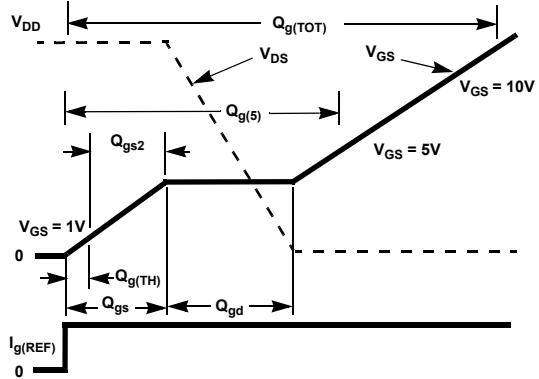 V_DD
Q_g(TOT)
V_DS
V_GS
V_GS = 10V
Q_g(5)
Q_gs2
V_GS = 5V
V_GS = 1V
0
Q_g(TH)
Q_gs
Q_gd
I_g(REF)
0